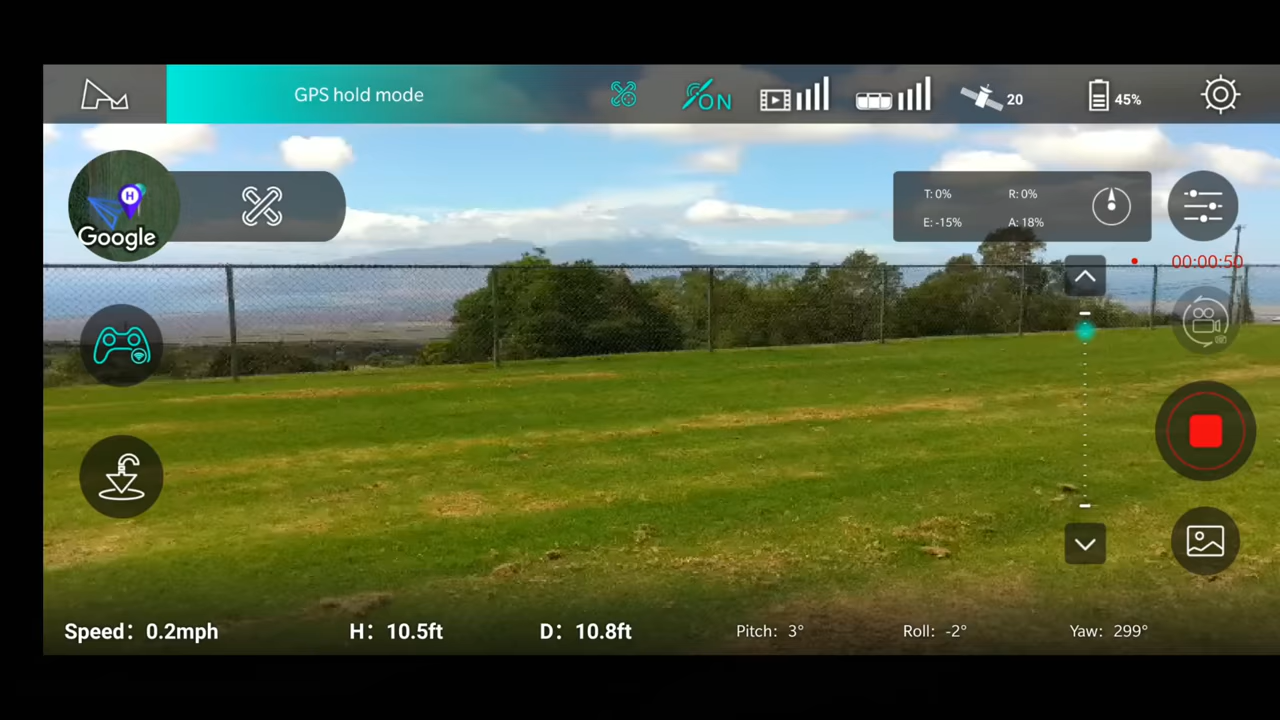 GPS hold mode
ON
20
45%
H
Google
T: 0%
R: 0%
E: -15%
A: 18%
00:00:50
Speed: 0.2mph
H: 10.5ft
D: 10.8ft
Pitch: 3°
Roll: -2°
Yaw: 299°